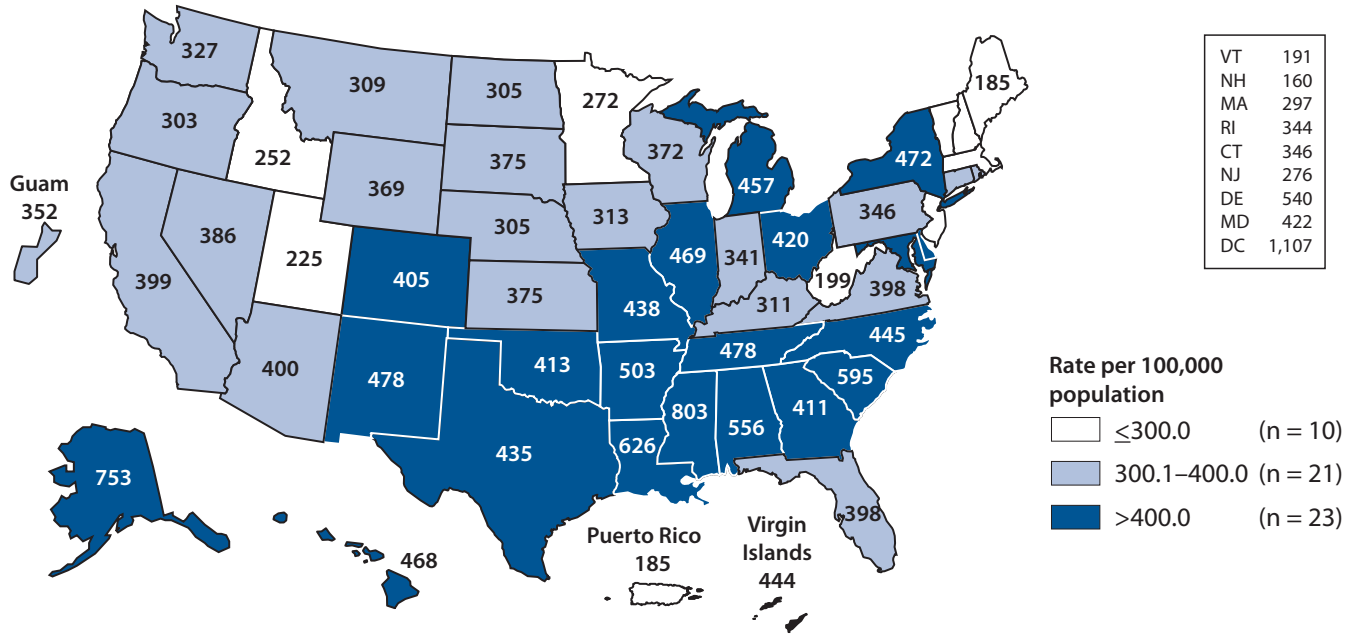 327
309
305
272
185
303
252
375
372
472
369
457
Guam
352
386
305
313
346
399
225
405
375
469
341
420
199
398
438
311
400
478
413
503
478
445
595
803
556
411
435
626
398
753
468
Puerto Rico
185
Virgin
Islands
444
VT 191
NH 160
MA 297
RI 344
CT 346
NJ 276
DE 540
MD 422
DC 1,107
Rate per 100,000
population
≤300.0 (n = 10)
300.1–400.0 (n = 21)
>400.0 (n = 23)